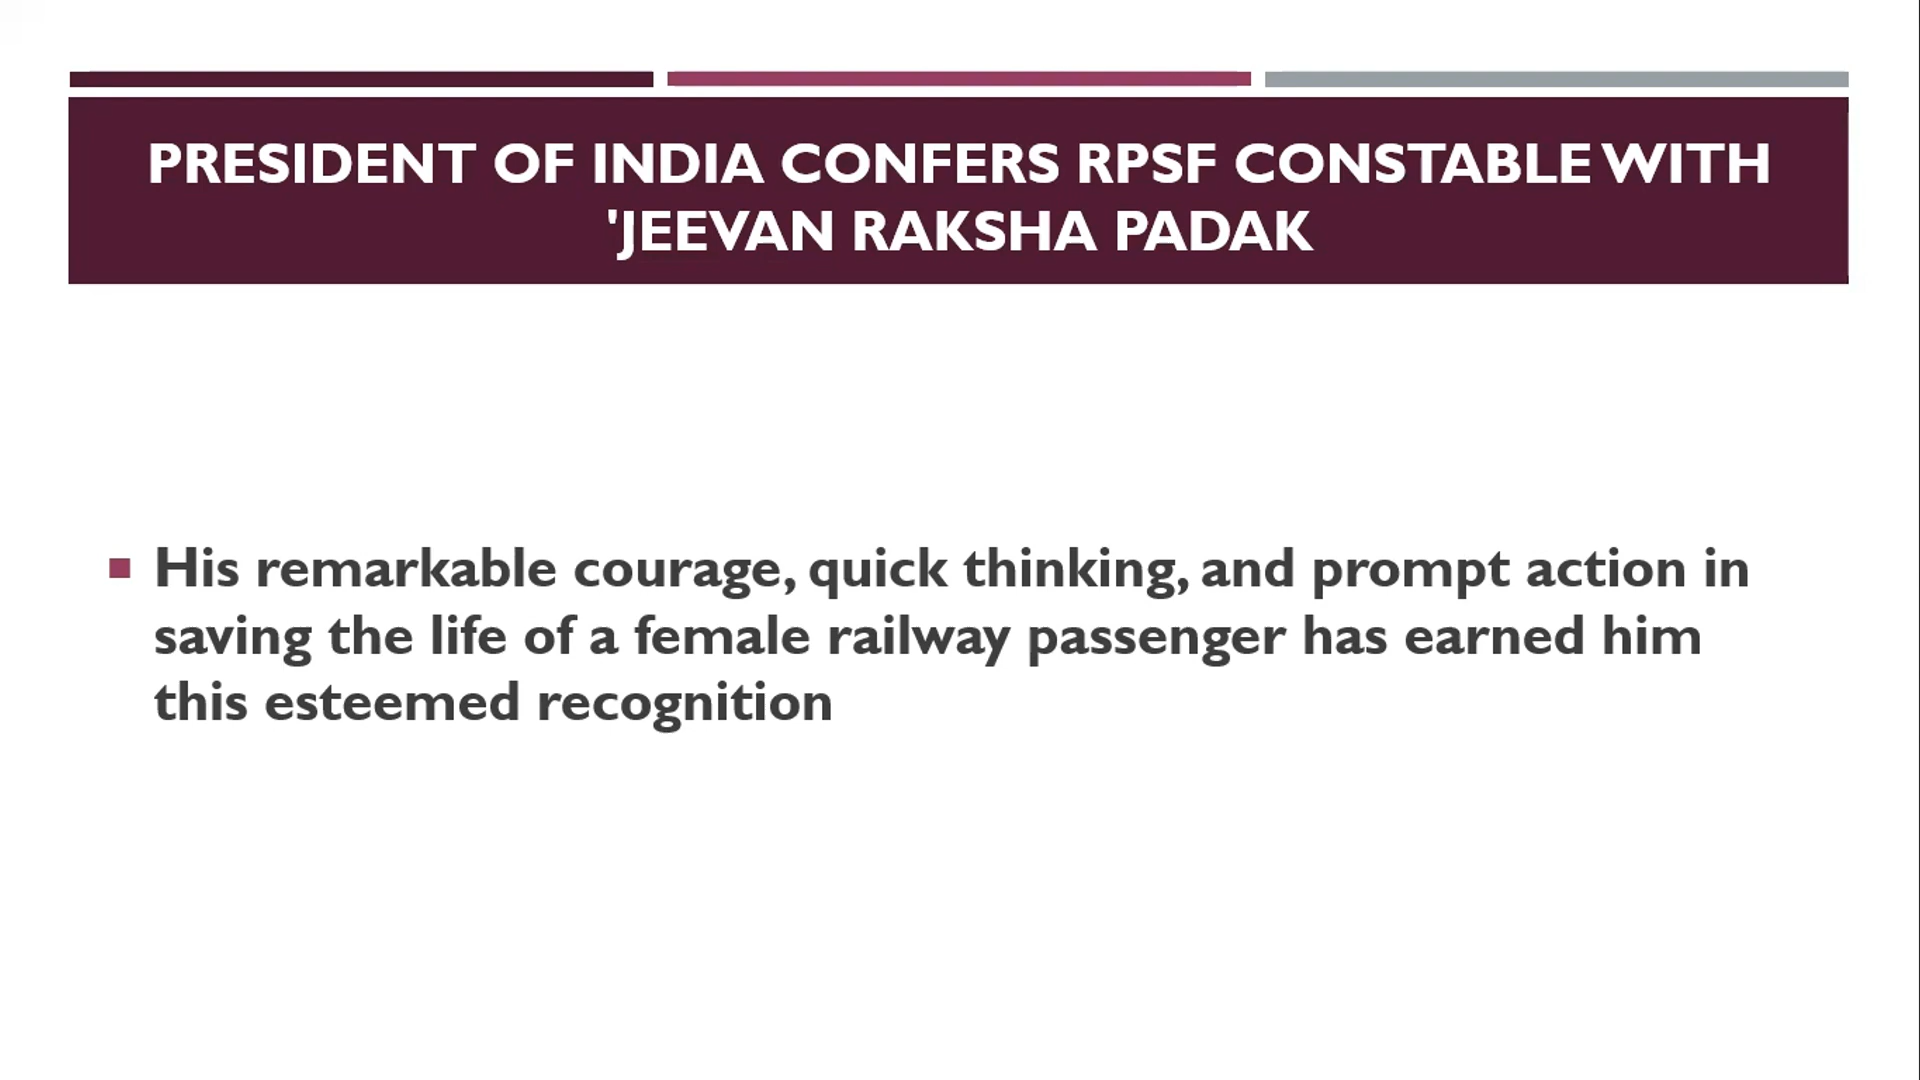 PRESIDENT OF INDIA CONFERS RPSF CONSTABLE WITH
'JEEVAN RAKSHA PADAK
His remarkable courage, quick thinking, and prompt action in
saving the life of a female railway passenger has earned him
this esteemed recognition